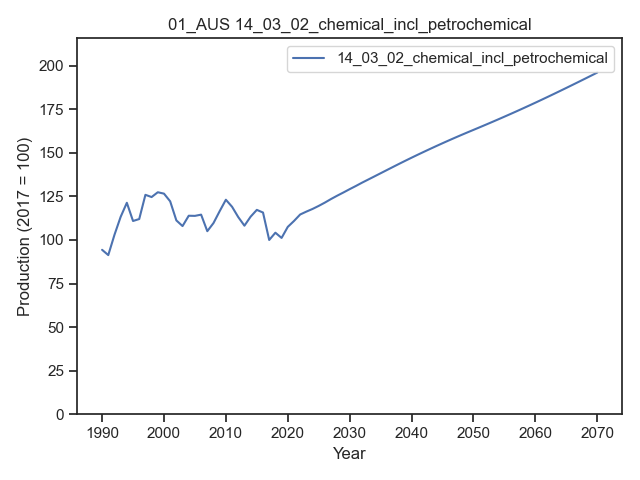 01_AUS 14_03_02_chemical_incl_petrochemical
14_03_02_chemical_incl_petrochemical
Production (2017 = 100)
200
175
150
125
100
75
50
25
0
1990 2000 2010 2020 2030 2040 2050 2060 2070
Year